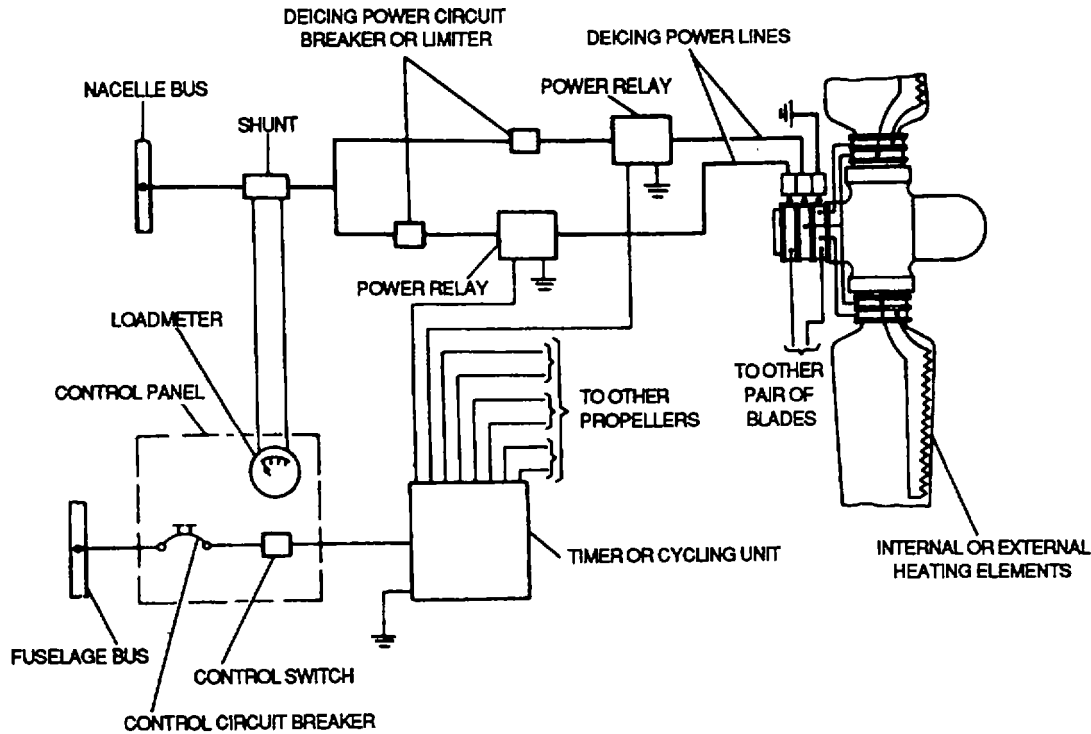 DEICING POWER CIRCUIT
BREAKER OR LIMITER
DEICING POWER LINES
NACELLE BUS
POWER RELAY
SHUNT
POWER RELAY
LOADMETER
CONTROL PANEL
TO OTHER
PROPELLERS
TO OTHER
PAIR OF
BLADES
TIMER OR CYCLING UNIT
INTERNAL OR EXTERNAL
HEATING ELEMENTS
FUSELAGE BUS
CONTROL SWITCH
CONTROL CIRCUIT BREAKER